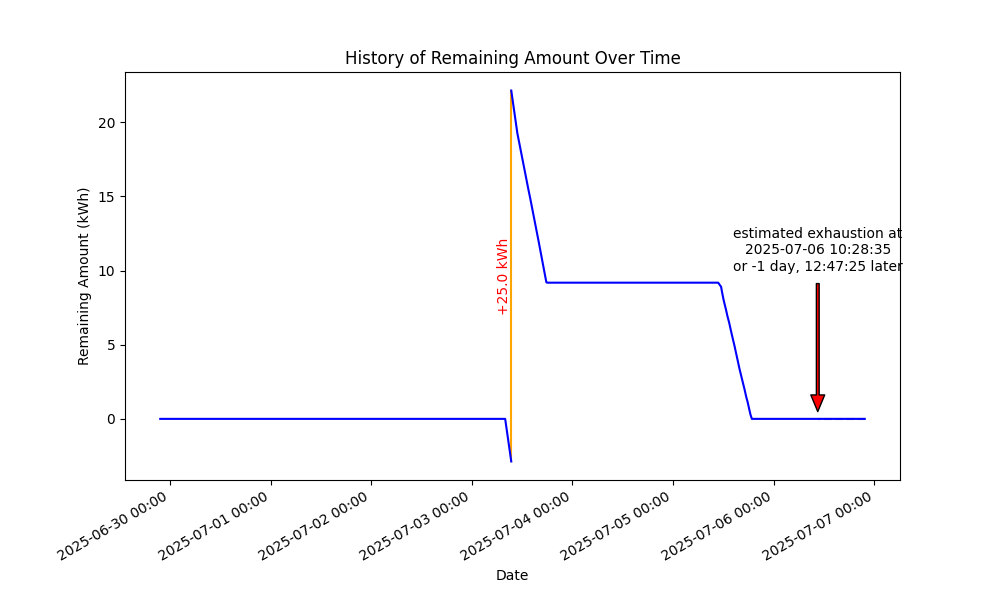 History of Remaining Amount Over Time
Remaining Amount (kWh)
20
15
10
5
0
+25.0 kWh
estimated exhaustion at
2025-07-06 10:28:35
or -1 day, 12:47:25 later
2025-06-30 00:00
2025-07-01 00:00
2025-07-02 00:00
2025-07-03 00:00
2025-07-04 00:00
2025-07-05 00:00
2025-07-06 00:00
2025-07-07 00:00
Date